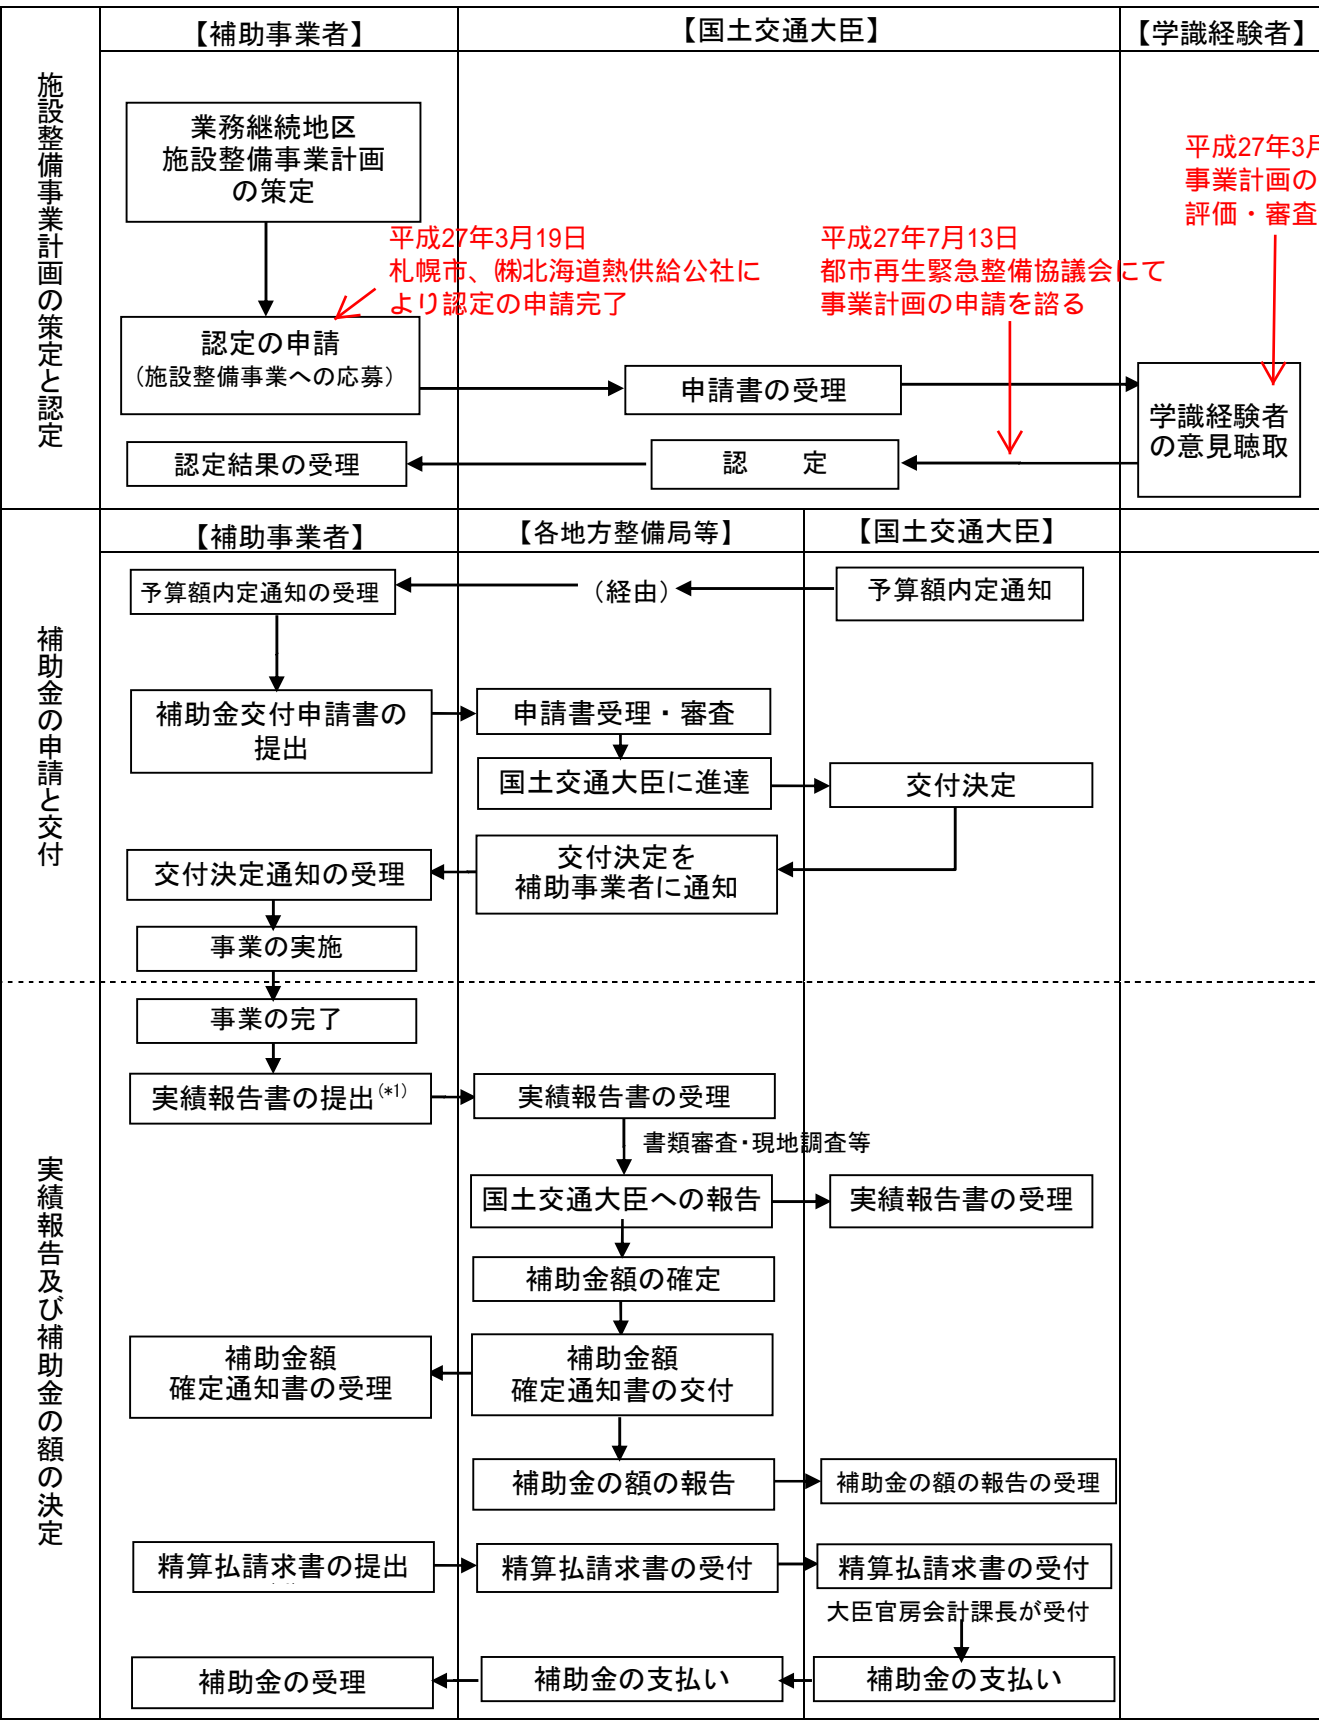 【補助事業者】
【国土交通大臣】
【学識経験者】
施設整備事業計画の策定と認定
業務継続地区
施設整備事業計画
の策定
平成27年3月
事業計画の
評価・審査
平成27年3月19日
札幌市、㈱北海道熱供給公社に
より認定の申請完了
平成27年7月13日
都市再生緊急整備協議会にて
事業計画の申請を諮る
認定の申請
（施設整備事業への応募）
申請書の受理
学識経験者
の意見聴取
認定結果の受理
認　　定
【補助事業者】
【各地方整備局等】
【国土交通大臣】
補助金の申請と交付
予算額内定通知の受理
（経由）
予算額内定通知
補助金交付申請書の
提出
申請書受理・審査
国土交通大臣に進達
交付決定
交付決定通知の受理
交付決定を
補助事業者に通知
事業の実施
実績報告及び補助金の額の決定
事業の完了
実績報告書の提出(*1)
実績報告書の受理
書類審査・現地調査等
国土交通大臣への報告
実績報告書の受理
補助金額の確定
補助金額
確定通知書の受理
補助金額
確定通知書の交付
補助金の額の報告
補助金の額の報告の受理
精算払請求書の提出
精算払請求書の受付
精算払請求書の受付
大臣官房会計課長が受付
補助金の受理
補助金の支払い
補助金の支払い